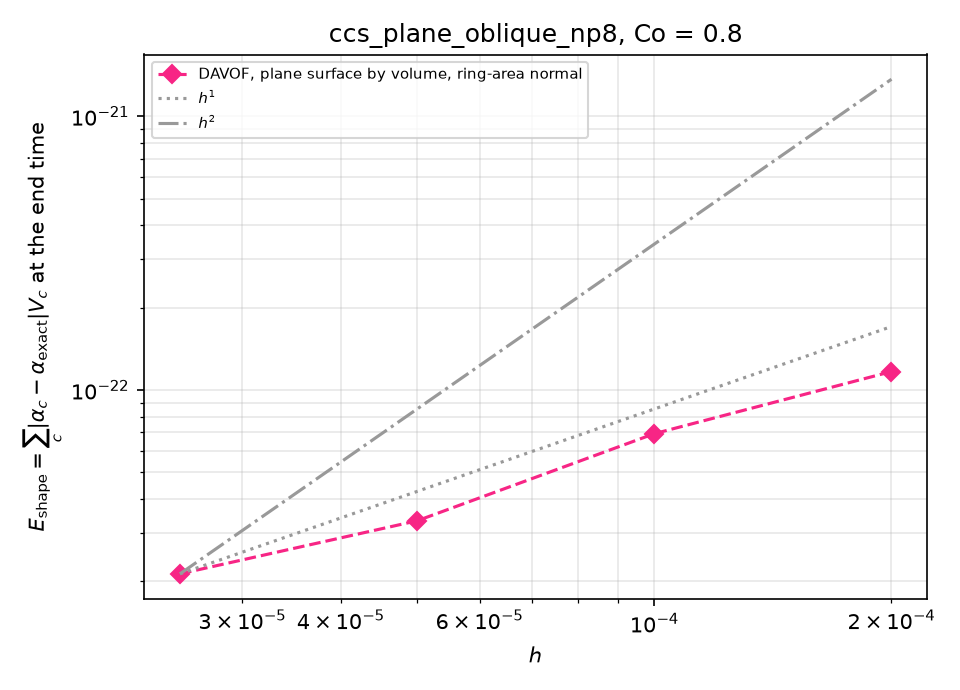 ccs_plane_oblique_np8, Co = 0.8
DAVOF, plane surface by volume, ring-area normal
h¹
h²
E_shape = ∑_c |α_c − α_exact|V_c at the end time
10⁻²¹
10⁻²²
3 × 10⁻⁵ 4 × 10⁻⁵ 6 × 10⁻⁵ 10⁻⁴ 2 × 10⁻⁴
h